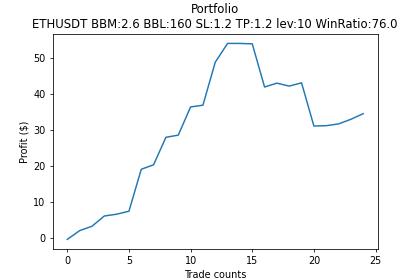 Portfolio
ETHUSDT BBM:2.6 BBL:160 SL:1.2 TP:1.2 lev:10 WinRatio:76.0
50
40
30
20
10
0
Profit ($)
0 5 10 15 20 25
Trade counts